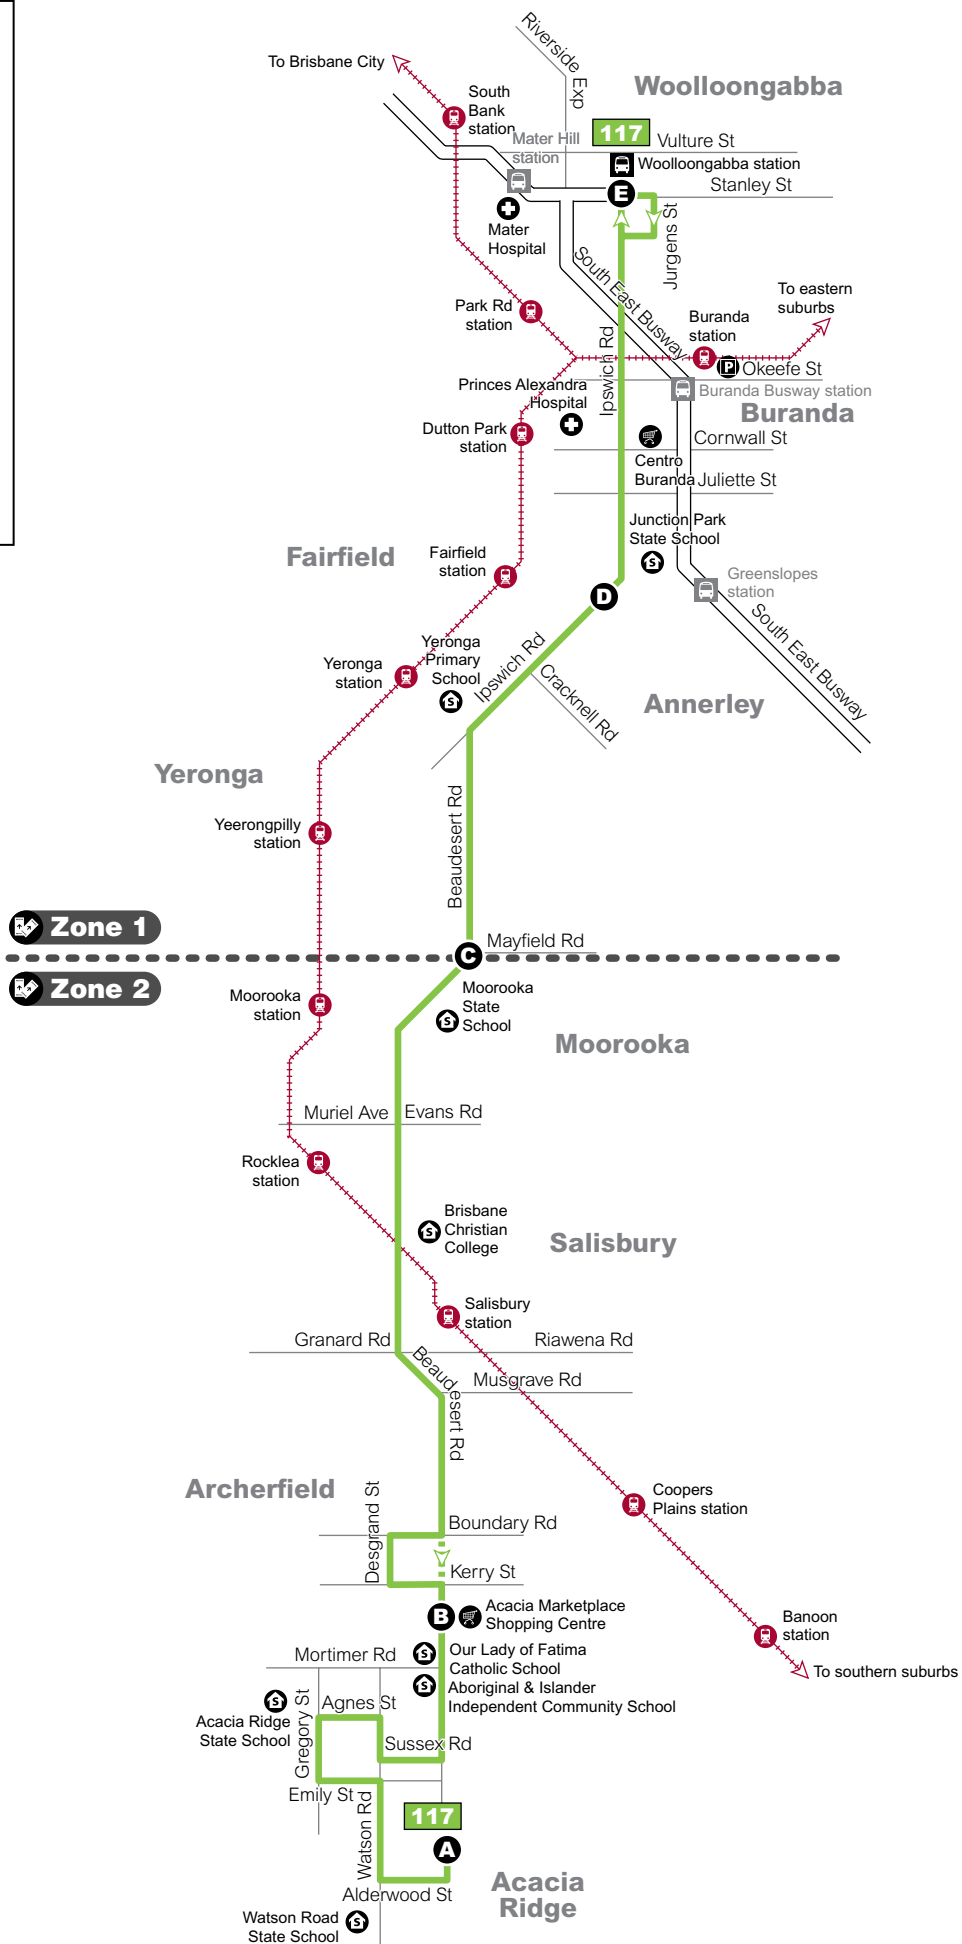 Riverside Exp
To Brisbane City
Woolloongabba
South
Bank
station
117
Vulture St
Mater Hill
station
Woolloongabba station
E
Stanley St
Jurgens St
Mater
Hospital
South East Busway
To eastern
suburbs
Park Rd
station
Buranda
station
P
Okeefe St
Ipswich Rd
Princes Alexandra
Hospital
Buranda Busway station
Buranda
Dutton Park
station
Cornwall St
Centro
Buranda
Juliette St
Junction Park
State School
S
Fairfield
Fairfield
station
Greenslopes
station
D
South East Busway
Yeronga
Primary
School
S
Yeronga
station
Ipswich Rd
Cracknell Rd
Annerley
Yeronga
Beaudesert Rd
Yeerongpilly
station
Zone 1
Mayfield Rd
C
Zone 2
Moorooka
station
Moorooka
State
School
S
Moorooka
Muriel Ave
Evans Rd
Rocklea
station
Brisbane
Christian
College
S
Salisbury
Salisbury
station
Granard Rd
Riawena Rd
Beaudesert Rd
Musgrave Rd
Archerfield
Coopers
Plains station
Desgrand St
Boundary Rd
Kerry St
B
Acacia Marketplace
Shopping Centre
Banoon
station
Mortimer Rd
S
Our Lady of Fatima
Catholic School
To southern suburbs
S
Aboriginal & Islander
Independent Community School
S
Agnes St
Acacia Ridge
State School
Gregory St
Sussex Rd
Emily St
Watson Rd
117
A
Acacia
Ridge
Alderwood St
Watson Road
State School
S